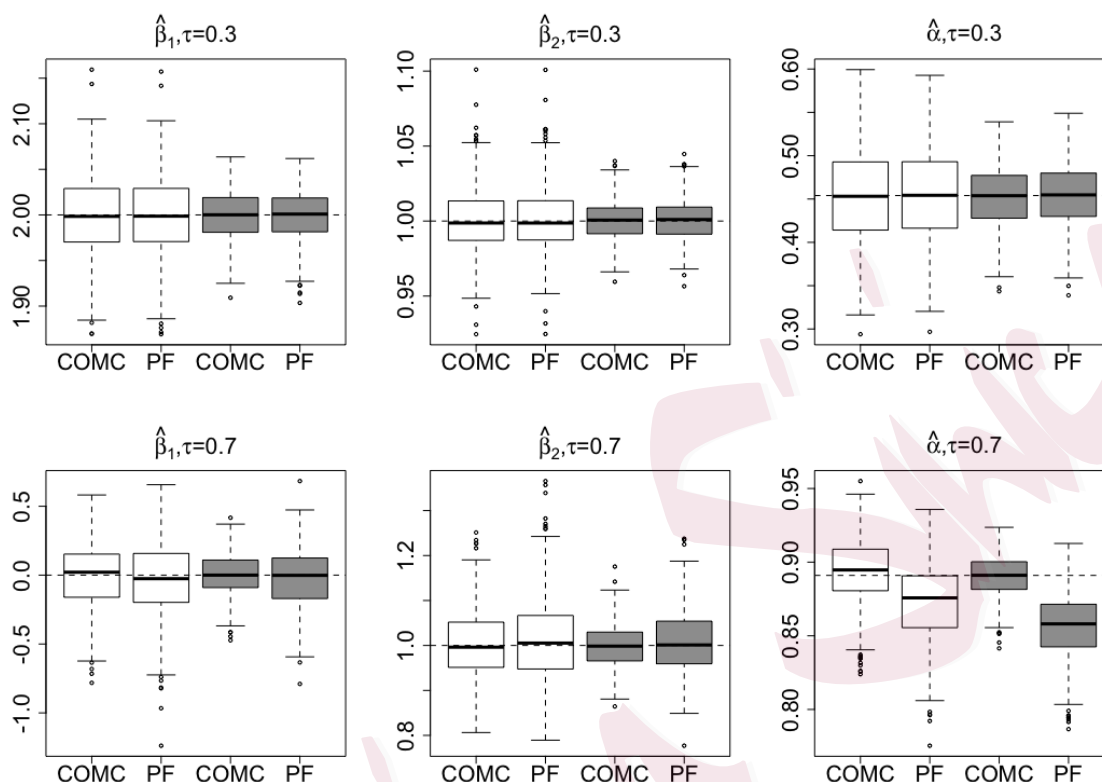 β̂₁,τ=0.3
2.10
2.00
1.90
COMC PF COMC PF
β̂₂,τ=0.3
1.10
1.05
1.00
0.95
COMC PF COMC PF
α̂,τ=0.3
0.60
0.50
0.40
0.30
COMC PF COMC PF
β̂₁,τ=0.7
0.5
0.0
-0.5
-1.0
COMC PF COMC PF
β̂₂,τ=0.7
1.2
1.0
0.8
COMC PF COMC PF
α̂,τ=0.7
0.95
0.90
0.85
0.80
COMC PF COMC PF